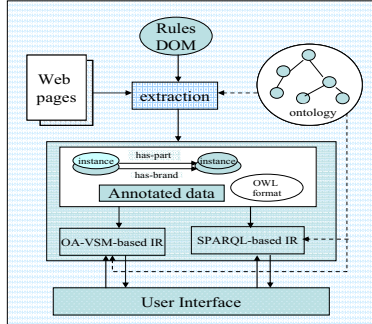 Rules
DOM
Web
pages
extraction
ontology
instance
has-part
instance
has-brand
Annotated data
OWL
format
OA-VSM-based IR
SPARQL-based IR
User Interface